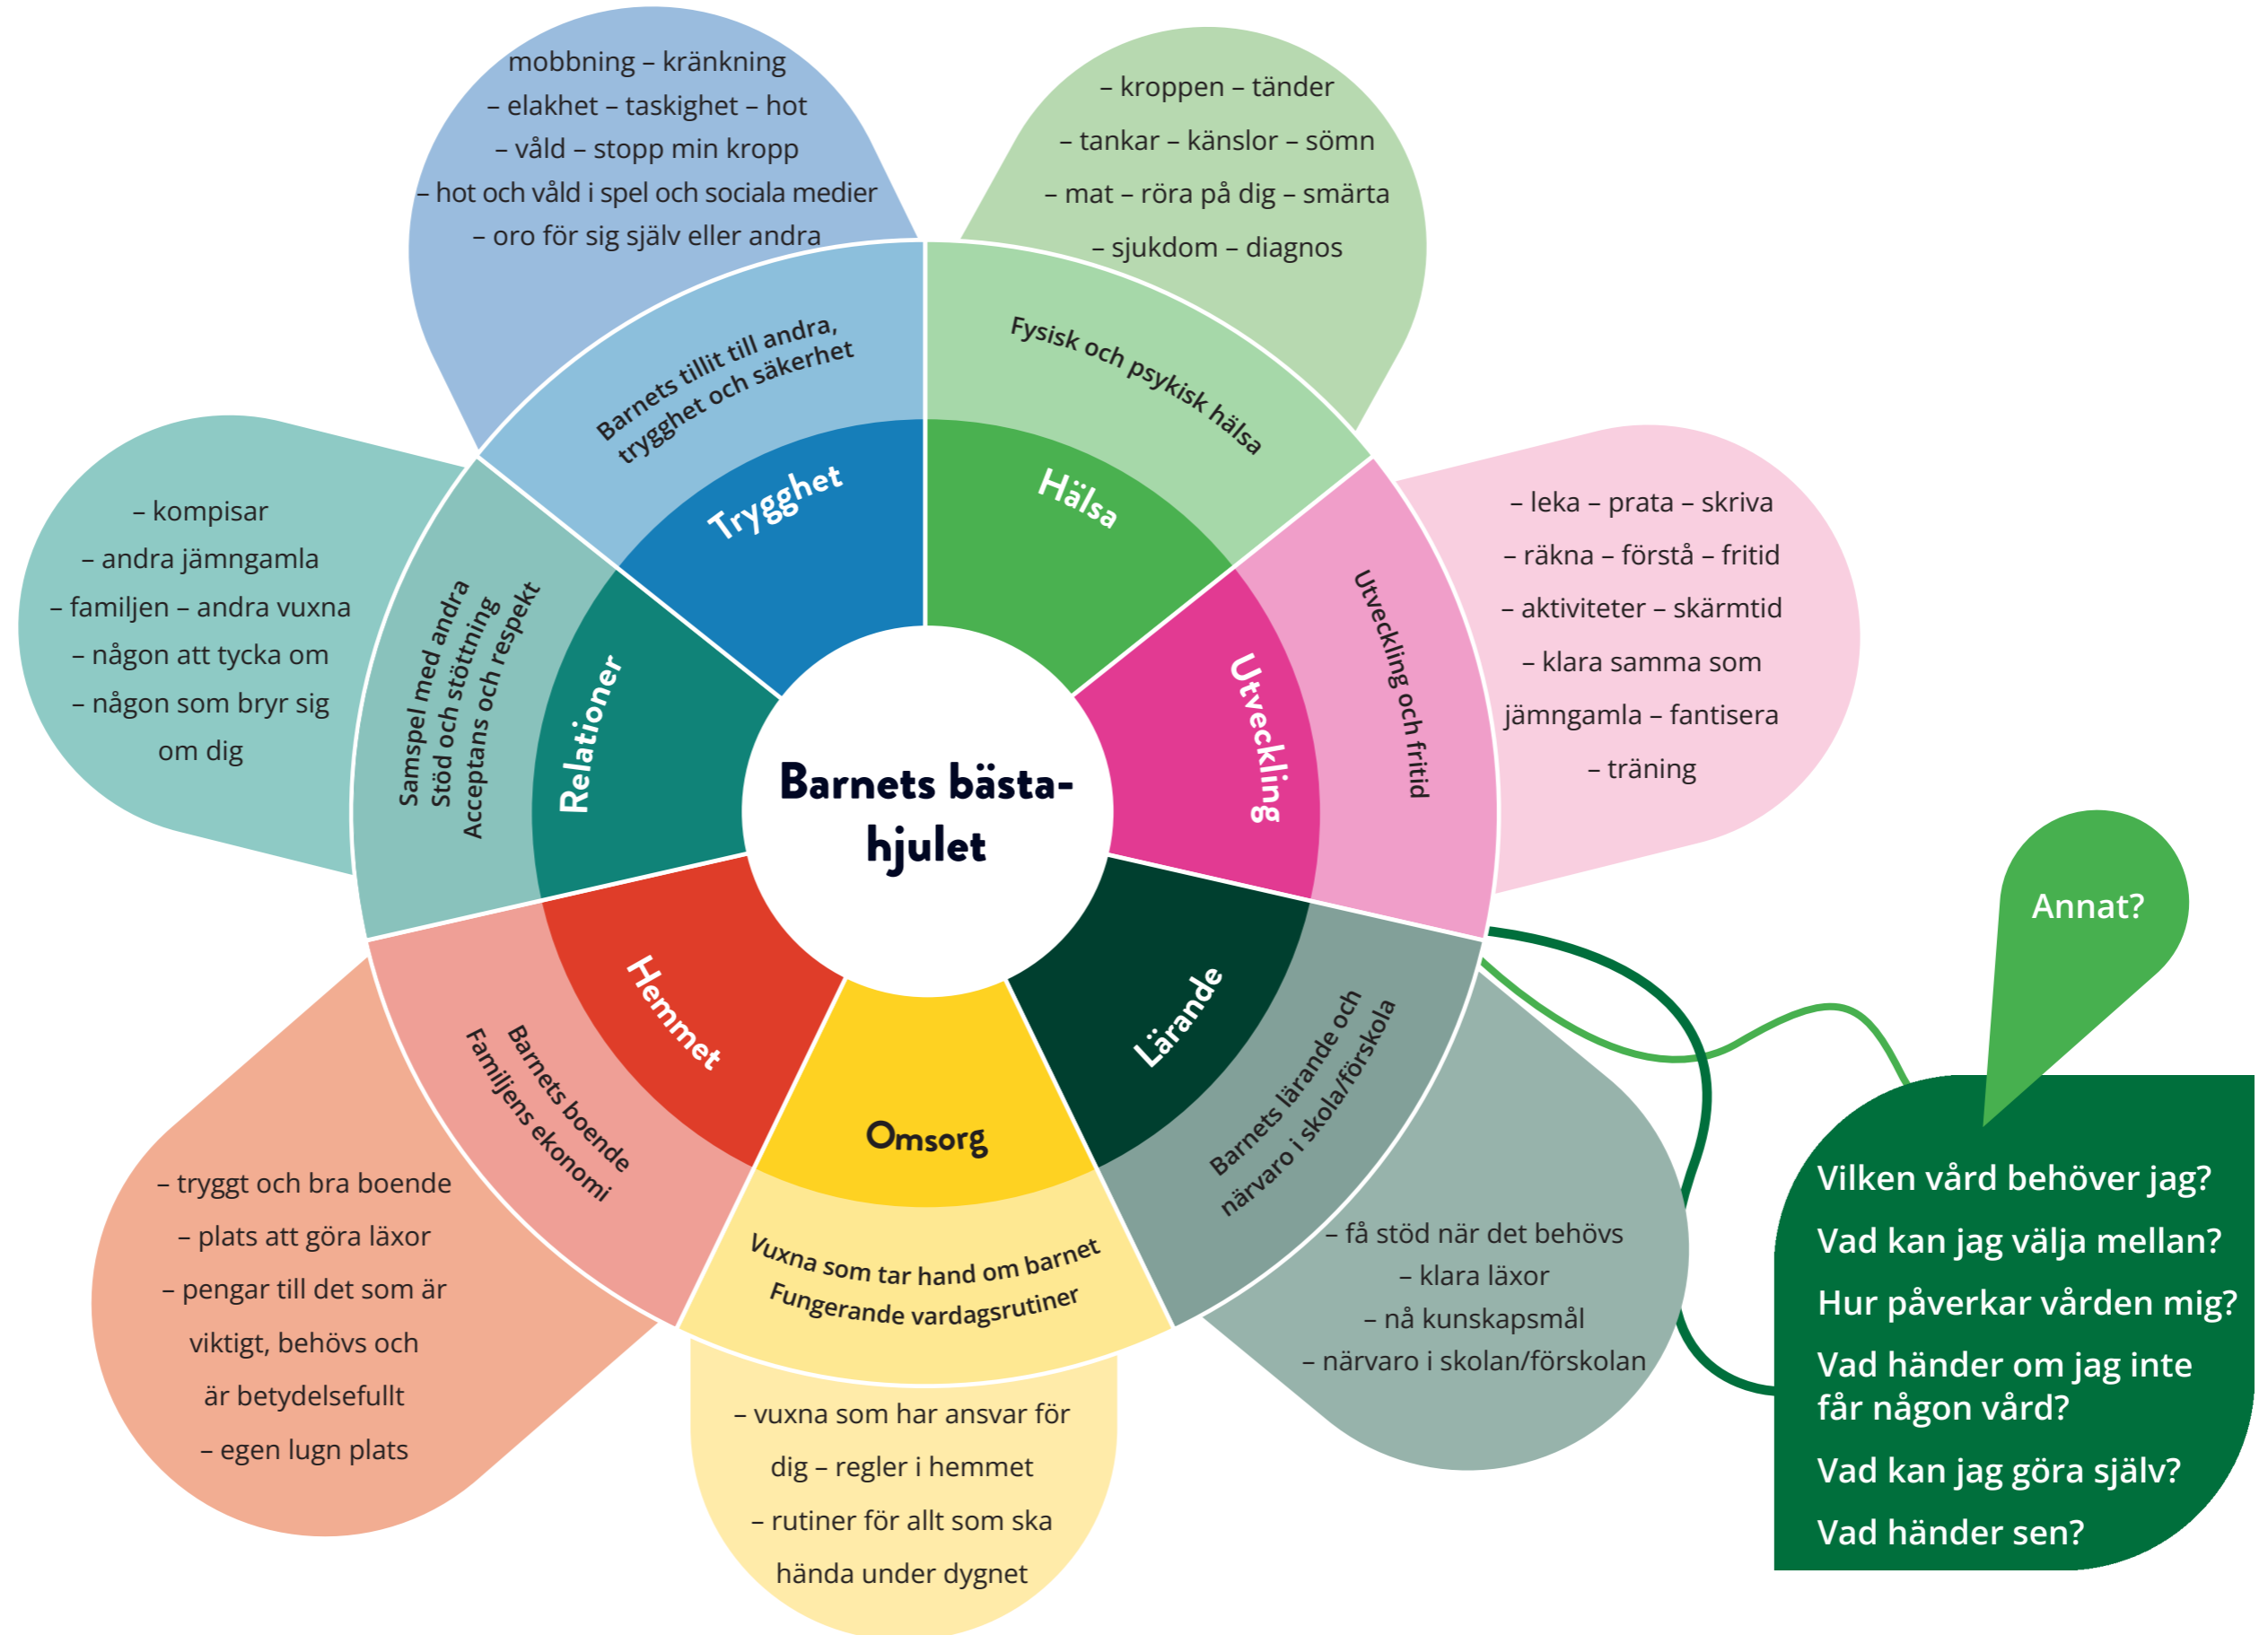 Barnets bästa-
hjulet
Trygghet
Barnets tillit till andra,
trygghet och säkerhet
mobbning – kränkning
– elakhet – taskighet – hot
– våld – stopp min kropp
– hot och våld i spel och sociala medier
– oro för sig själv eller andra
Hälsa
Fysisk och psykisk hälsa
– kroppen – tänder
– tankar – känslor – sömn
– mat – röra på dig – smärta
– sjukdom – diagnos
Utveckling
Utveckling och fritid
– leka – prata – skriva
– räkna – förstå – fritid
– aktiviteter – skärmtid
– klara samma som
jämngamla – fantisera
– träning
Lärande
Barnets lärande och
närvaro i skola/förskola
– få stöd när det behövs
– klara läxor
– nå kunskapsmål
– närvaro i skolan/förskolan
Omsorg
Vuxna som tar hand om barnet
Fungerande vardagsrutiner
– vuxna som har ansvar för
dig – regler i hemmet
– rutiner för allt som ska
hända under dygnet
Hemmet
Barnets boende
Familjens ekonomi
– tryggt och bra boende
– plats att göra läxor
– pengar till det som är
viktigt, behövs och
är betydelsefullt
– egen lugn plats
Relationer
Samspel med andra
Stöd och stöttning
Acceptans och respekt
– kompisar
– andra jämngamla
– familjen – andra vuxna
– någon att tycka om
– någon som bryr sig
om dig
Annat?
Vilken vård behöver jag?
Vad kan jag välja mellan?
Hur påverkar vården mig?
Vad händer om jag inte
får någon vård?
Vad kan jag göra själv?
Vad händer sen?